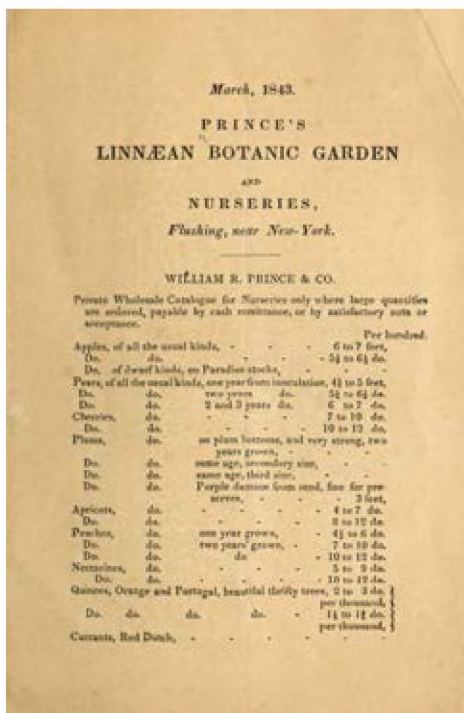 March, 1843.
PRINCE'S
LINNÆAN BOTANIC GARDEN
AND
NURSERIES,
Flushing, near New-York.
WILLIAM R. PRINCE & CO.
Private Wholesale Catalogue for Nurseries only where large quantities
are ordered, payable by cash remittance, or by satisfactory note or
acceptance.
Per hundred.
Apples, of all the usual kinds, - - - 6 to 7 feet,
Do. do. - - - 5½ to 6½ do.
Do. of dwarf kinds, on Paradise stocks, - - -
Pears, of all the usual kinds, one year from inoculation, 4½ to 5 feet,
Do. do. two years do. 5½ to 6½ do.
Do. do. 2 and 3 years do. 6 to 7 do.
Cherries, do. - - - - 7 to 10 do.
Do. do. - - - - 10 to 12 do.
Plums, do. on plum bottoms, and very strong, two
years grown, - - - -
Do. do. same age, secondary size, - - -
Do. do. same age, third size, - - - -
Do. do. Purple damson from seed, fine for pre-
serves, - - - 3 feet,
Apricots, do. - - - - 4 to 7 do.
Do. do. - - - - 8 to 12 do.
Peaches, do. one year grown, - - 4½ to 6 do.
Do. do. two years' grown, - 7 to 10 do.
Do. do. do - - 10 to 12 do.
Nectarines, do. - - - - 5 to 9 do.
Do. do. - - - - 10 to 12 do.
Quinces, Orange and Portugal, beautiful thrifty trees, 2 to 3 do.
per thousand,
Do. do. do. do. - 1½ to 1¾ do.
per thousand,
Currants, Red Dutch, - - - - - -